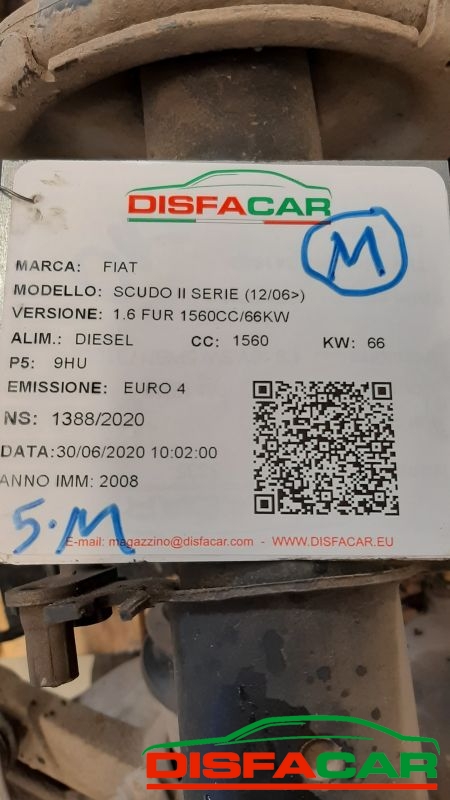 DISFACAR
M
MARCA: FIAT
MODELLO: SCUDO II SERIE (12/06>)
VERSIONE: 1.6 FUR 1560CC/66KW
ALIM.: DIESEL CC: 1560 KW: 66
P5: 9HU
EMISSIONE: EURO 4
NS: 1388/2020
DATA:30/06/2020 10:02:00
ANNO IMM: 2008
5.M
E-mail: magazzino@disfacar.com - WWW.DISFACAR.EU
DISFACAR